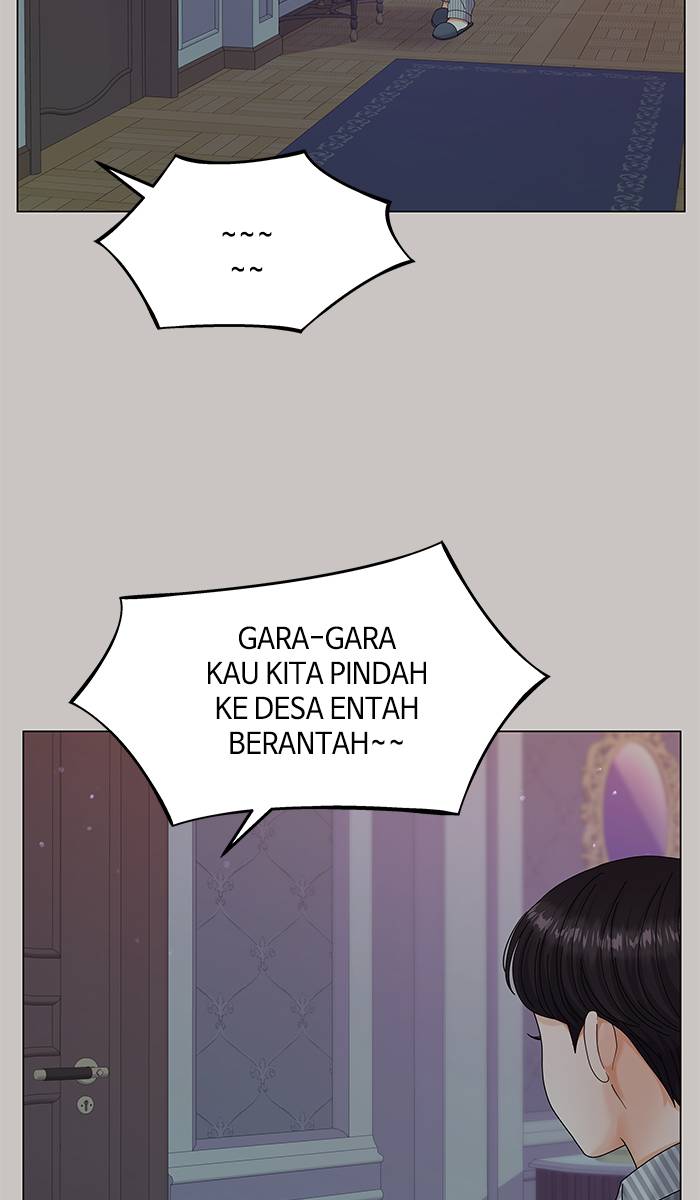 ~~~
~~
GARA-GARA
KAU KITA PINDAH
KE DESA ENTAH
BERANTAH~~